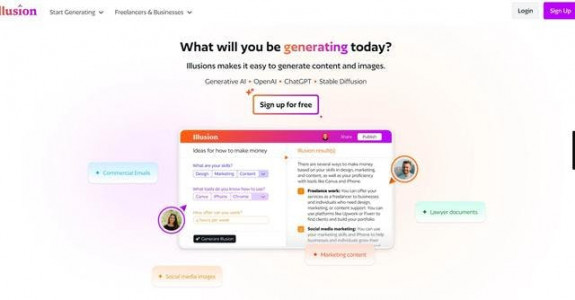 Illusion
Start Generating
Freelancers & Businesses
Login
Sign Up
What will you be generating today?
Illusions makes it easy to generate content and images.
Generative AI + OpenAI + ChatGPT + Stable Diffusion
Sign up for free
Illusion
Share
Publish
Ideas for how to make money
What are your skills?
Design
Marketing
Content
What tools do you know how to use?
Canva
iPhone
Chrome
How often can you work?
4 hours per week
Generate Illusion
Illusion result(s)
There are several ways to make money
based on your skills in design, marketing,
and content, as well as your proficiency
with tools like Canva and iPhone.
Freelance work: You can offer your
services as a freelancer to businesses
and individuals who need design,
marketing, or content support. You can
use platforms like Upwork or Fiverr to
find clients and build your portfolio.
Social media marketing: You can use
your marketing skills and iPhone to help
businesses and individuals grow their
Commercial Emails
Lawyer documents
Marketing content
Social media images